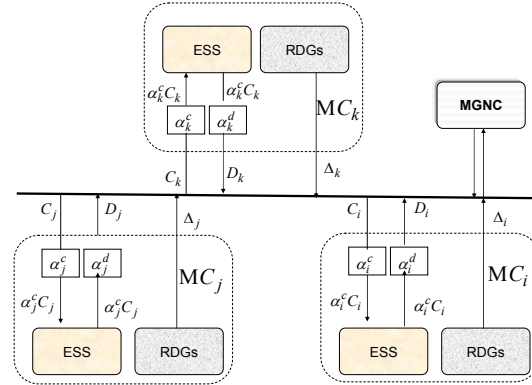 ESS RDGs
α_k^c C_k α_k^c C_k
α_k^c α_k^d MC_k MGNC
C_k D_k Δ_k
C_j D_j Δ_j C_i D_i Δ_i
α_j^c α_j^d MC_j α_i^c α_i^d MC_i
α_j^c C_j α_j^c C_j α_i^c C_i α_i^c C_i
ESS RDGs ESS RDGs